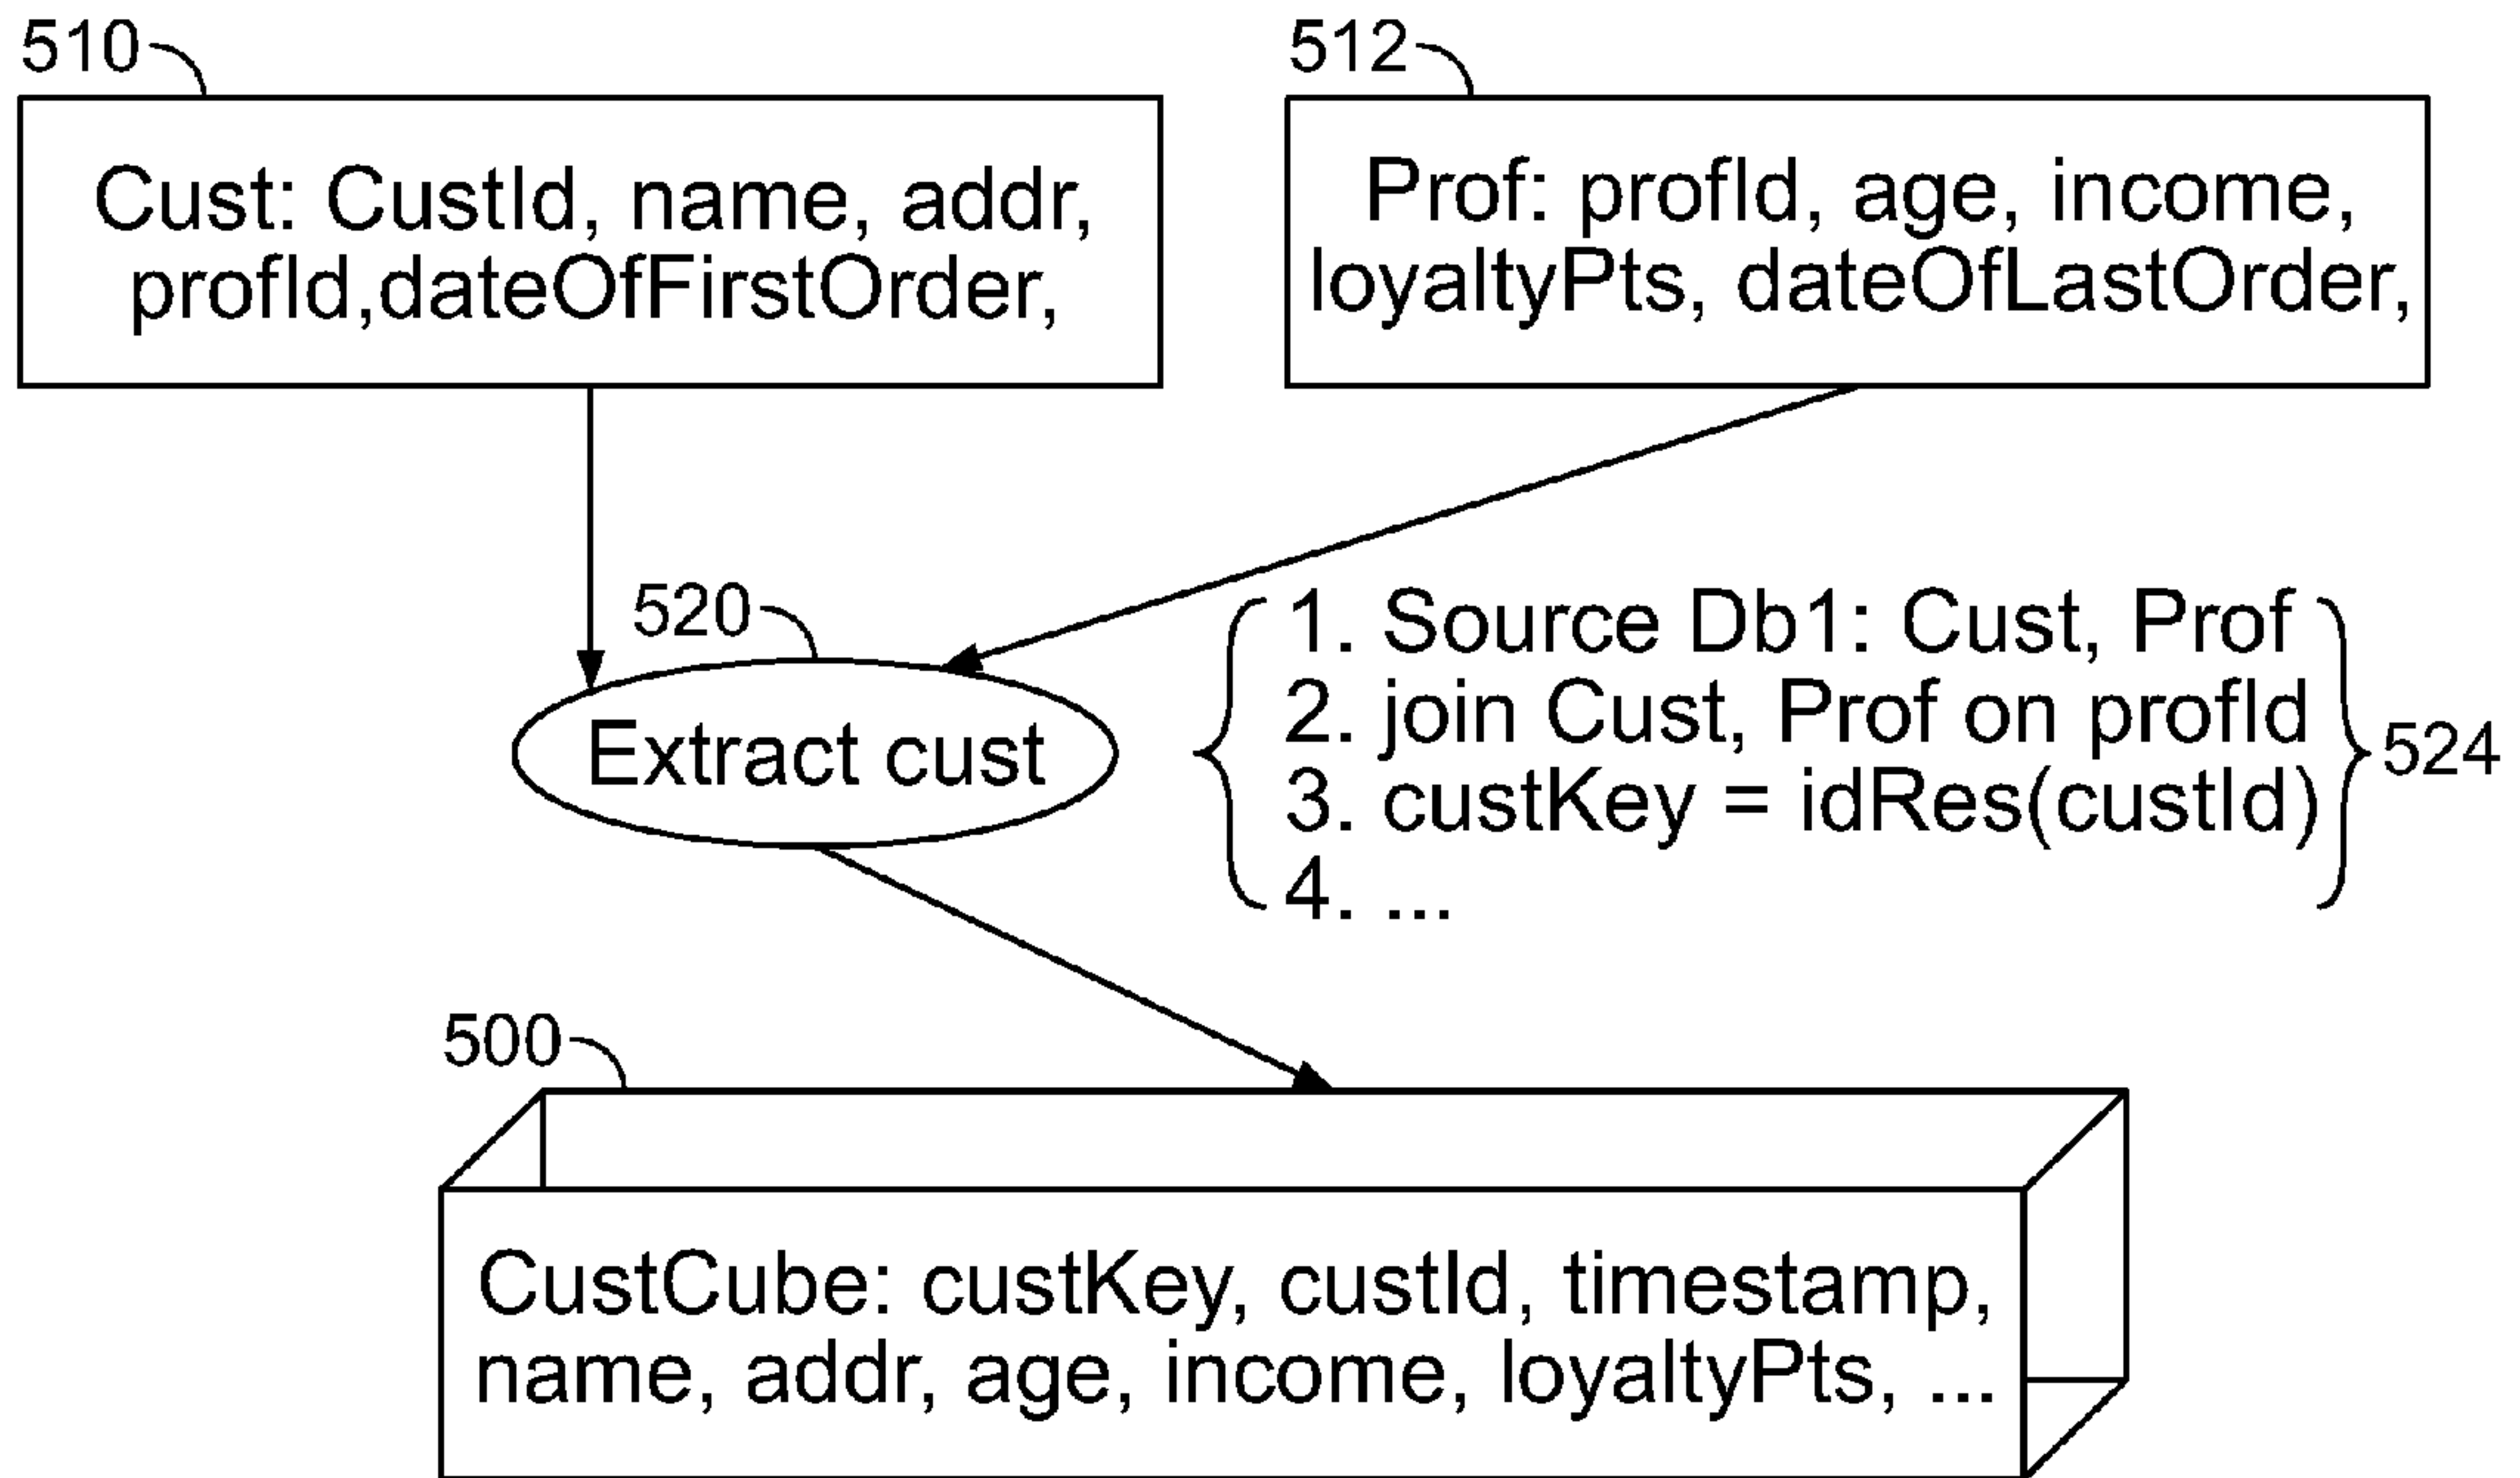 510
512
Cust: CustId, name, addr,
profId,dateOfFirstOrder,
Prof: profId, age, income,
loyaltyPts, dateOfLastOrder,
520
Extract cust
1. Source Db1: Cust, Prof
2. join Cust, Prof on profId
3. custKey = idRes(custId)
4. ...
524
500
CustCube: custKey, custId, timestamp,
name, addr, age, income, loyaltyPts, ...